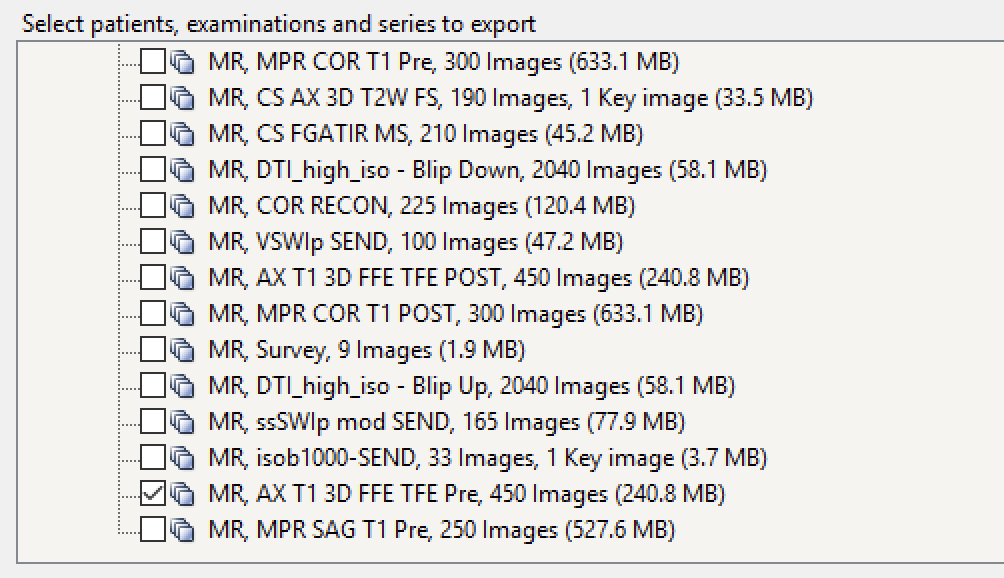 Select patients, examinations and series to export
MR, MPR COR T1 Pre, 300 Images (633.1 MB)
MR, CS AX 3D T2W FS, 190 Images, 1 Key image (33.5 MB)
MR, CS FGATIR MS, 210 Images (45.2 MB)
MR, DTI_high_iso - Blip Down, 2040 Images (58.1 MB)
MR, COR RECON, 225 Images (120.4 MB)
MR, VSWIp SEND, 100 Images (47.2 MB)
MR, AX T1 3D FFE TFE POST, 450 Images (240.8 MB)
MR, MPR COR T1 POST, 300 Images (633.1 MB)
MR, Survey, 9 Images (1.9 MB)
MR, DTI_high_iso - Blip Up, 2040 Images (58.1 MB)
MR, ssSWIp mod SEND, 165 Images (77.9 MB)
MR, isob1000-SEND, 33 Images, 1 Key image (3.7 MB)
MR, AX T1 3D FFE TFE Pre, 450 Images (240.8 MB)
MR, MPR SAG T1 Pre, 250 Images (527.6 MB)